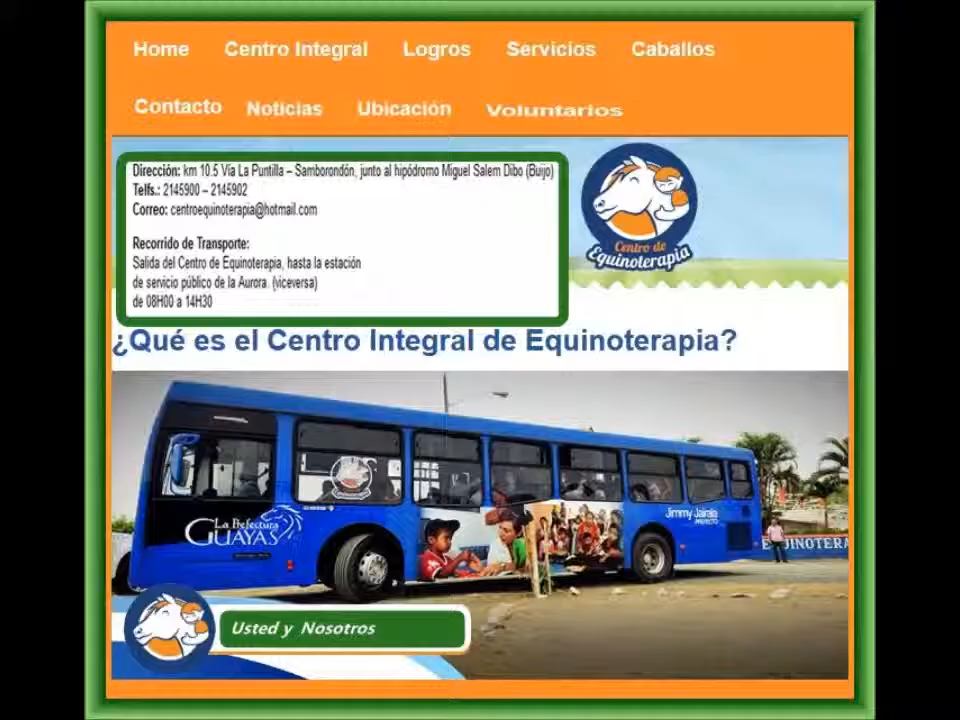 Home Centro Integral Logros Servicios Caballos
Contacto Noticias Ubicación Voluntarios
Dirección: km 10.5 Vía La Puntilla – Samborondón, junto al hipódromo Miguel Salem Dibo (Buijo)
Telfs.: 2145900 – 2145902
Correo: centroequinoterapia@hotmail.com
Recorrido de Transporte:
Salida del Centro de Equinoterapia, hasta la estación
de servicio público de la Aurora. (viceversa)
de 08H00 a 14H30
Centro de
Equinoterapia
¿Qué es el Centro Integral de Equinoterapia?
La Prefectura
GUAYAS
Jimmy Jairala
PREFECTO
EQUINOTERA
Usted y Nosotros